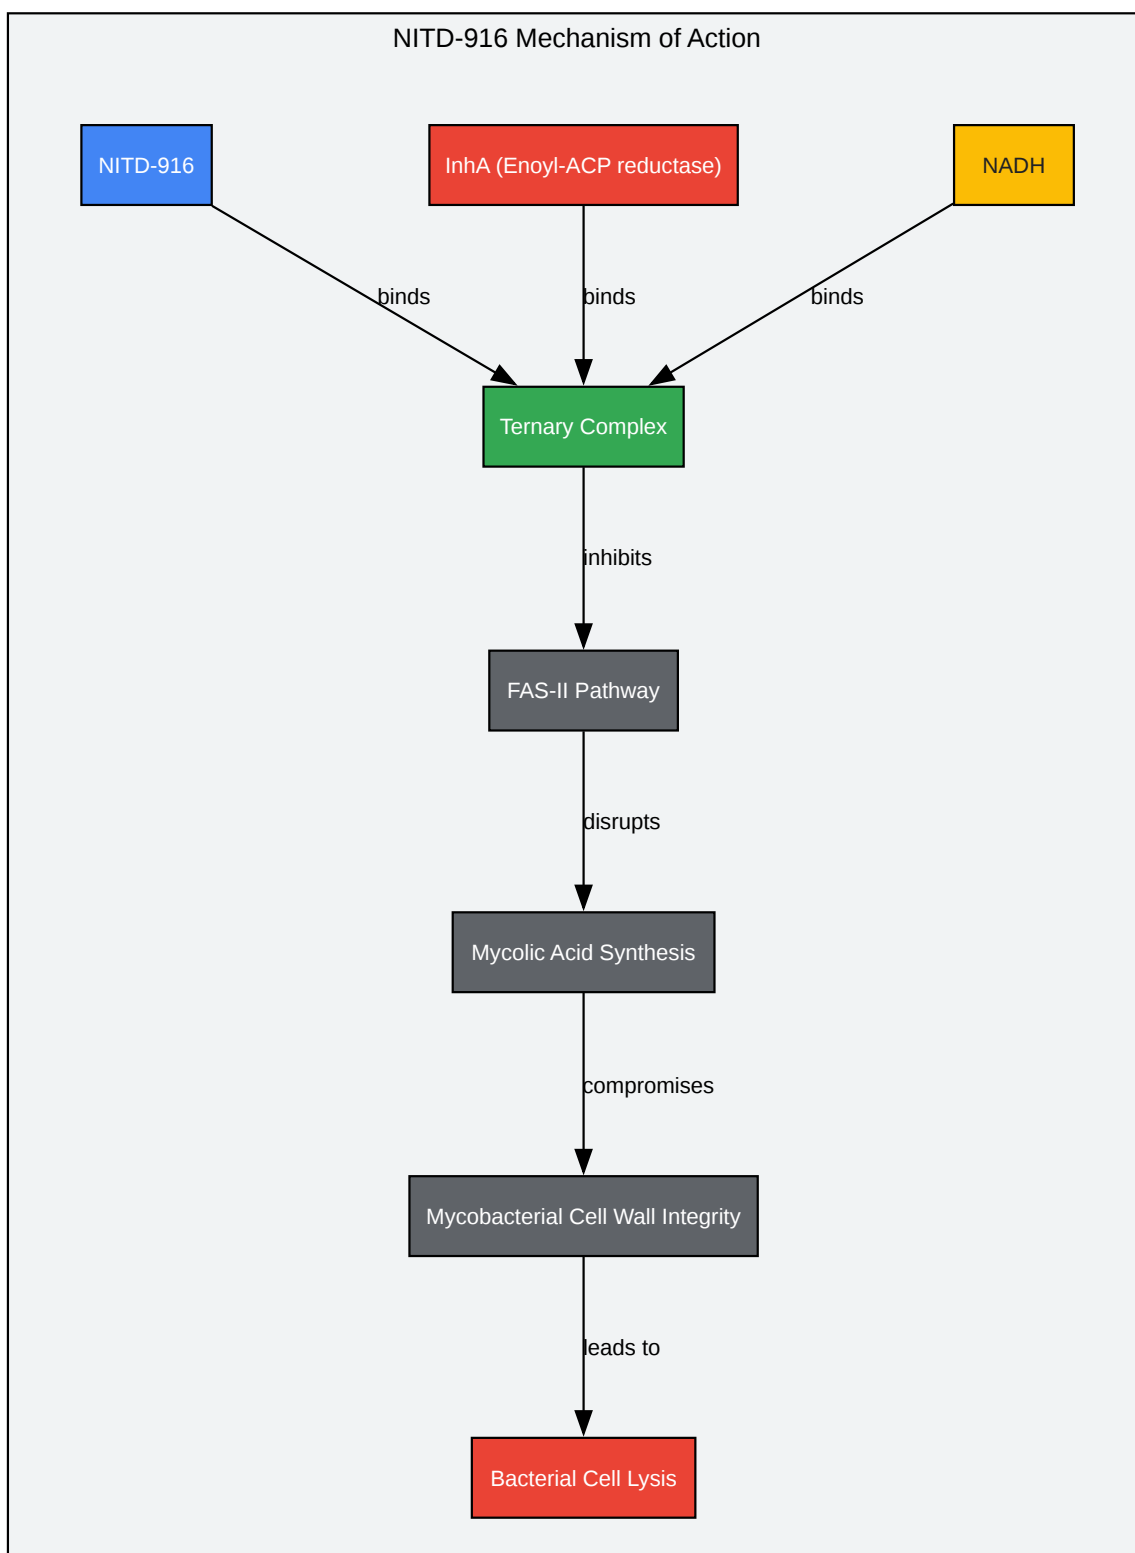 NITD-916 Mechanism of Action
NITD-916
InhA (Enoyl-ACP reductase)
NADH
binds
binds
binds
Ternary Complex
inhibits
FAS-II Pathway
disrupts
Mycolic Acid Synthesis
compromises
Mycobacterial Cell Wall Integrity
leads to
Bacterial Cell Lysis